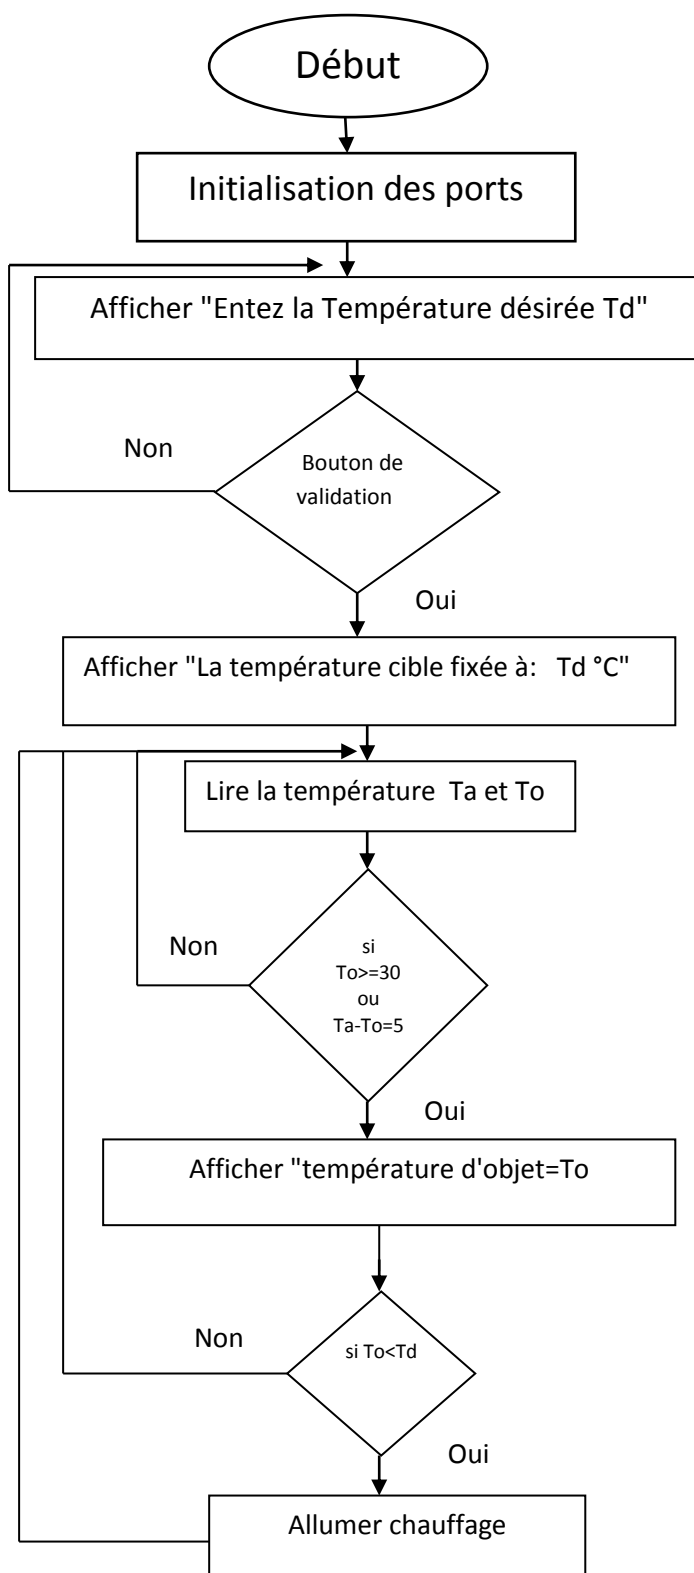 Début
Initialisation des ports
Afficher "Entez la Température désirée Td"
Non
Bouton de
validation
Oui
Afficher "La température cible fixée à: Td °C"
Lire la température Ta et To
Non
si
To>=30
ou
Ta-To=5
Oui
Afficher "température d'objet=To
Non
si To<Td
Oui
Allumer chauffage